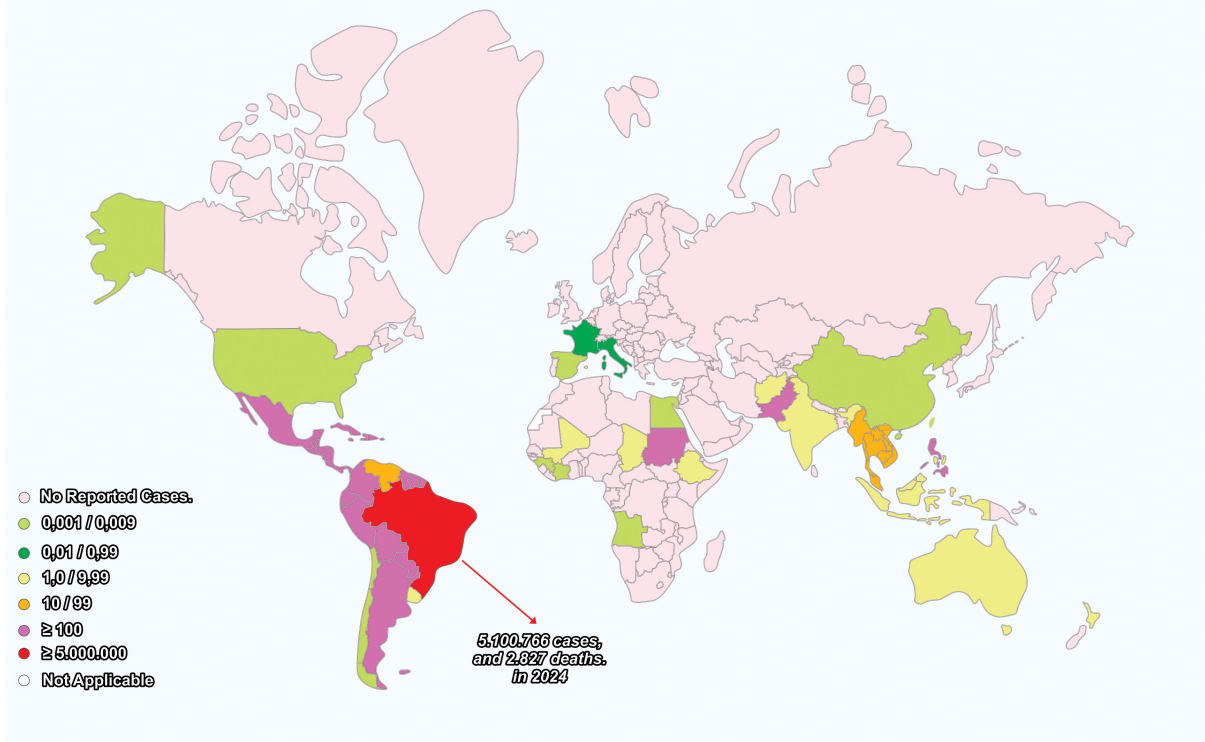 No Reported Cases.
0,001 / 0,009
0,01 / 0,99
1,0 / 9,99
10 / 99
≥ 100
≥ 5.000.000
Not Applicable
5.100.766 cases,
and 2.827 deaths.
in 2024